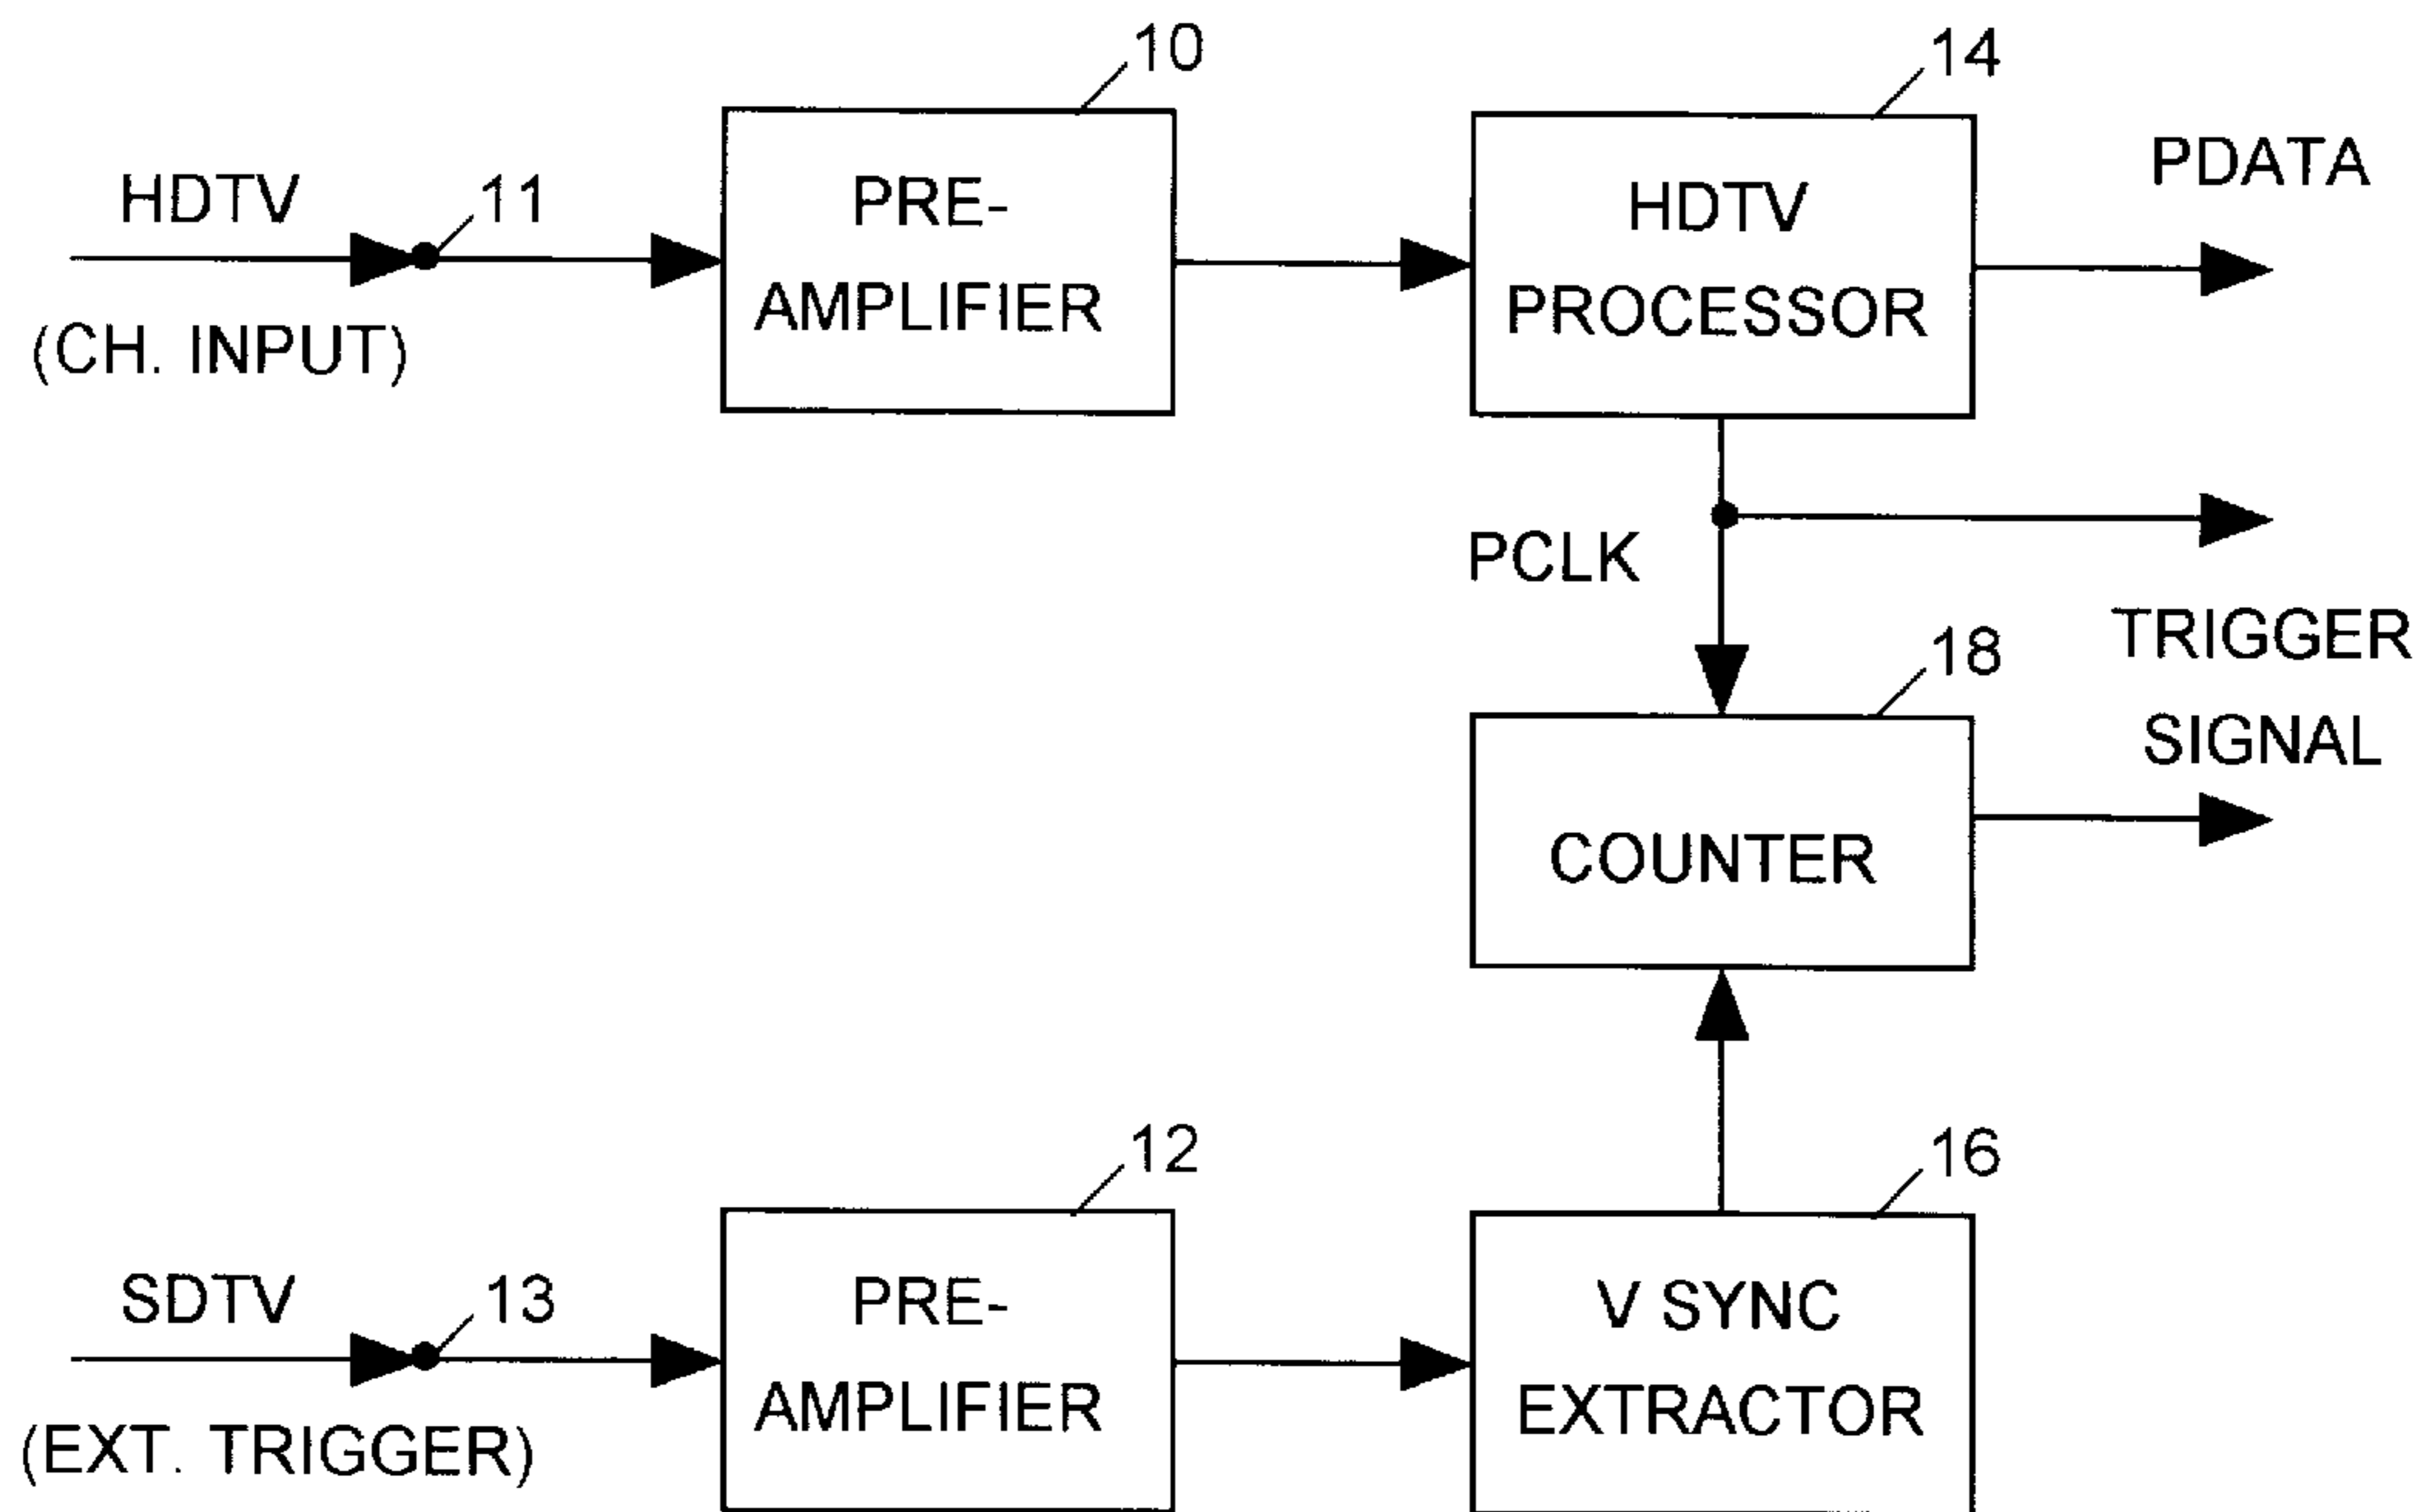 10
14
HDTV
11
PRE-
AMPLIFIER
HDTV
PROCESSOR
PDATA
(CH. INPUT)
PCLK
18
TRIGGER
SIGNAL
COUNTER
12
16
SDTV
13
PRE-
AMPLIFIER
V SYNC
EXTRACTOR
(EXT. TRIGGER)